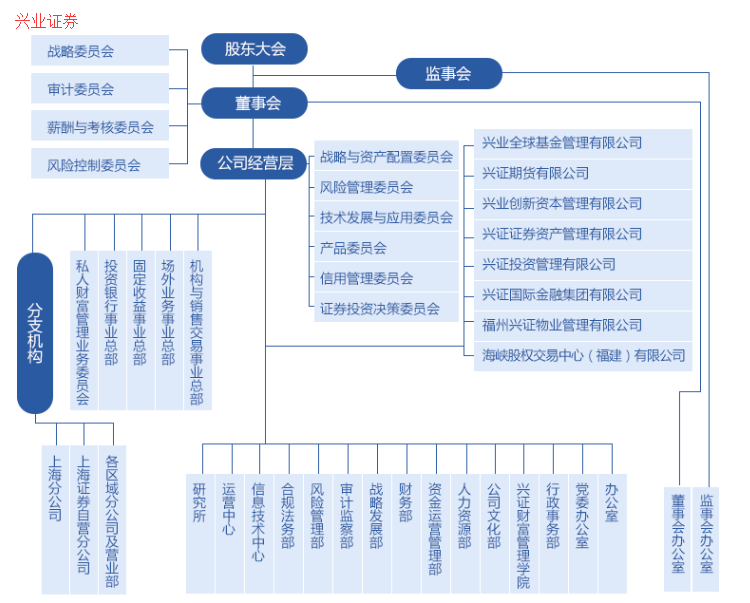 兴业证券
股东大会
监事会
董事会
公司经营层
战略委员会
审计委员会
薪酬与考核委员会
风险控制委员会
战略与资产配置委员会
风险管理委员会
技术发展与应用委员会
产品委员会
信用管理委员会
证券投资决策委员会
兴业全球基金管理有限公司
兴证期货有限公司
兴业创新资本管理有限公司
兴证证券资产管理有限公司
兴证投资管理有限公司
兴证国际金融集团有限公司
福州兴证物业管理有限公司
海峡股权交易中心（福建）有限公司
分支机构
私人财富管理业务委员会
投资银行事业总部
固定收益事业总部
场外业务事业总部
机构与销售交易事业总部
上海分公司
上海证券自营分公司
各区域分公司及营业部
研究所
运营中心
信息技术中心
合规法务部
风险管理部
审计监察部
战略发展部
财务部
资金运营管理部
人力资源部
公司文化部
兴证财富管理学院
行政事务部
党委办公室
办公室
董事会办公室
监事会办公室